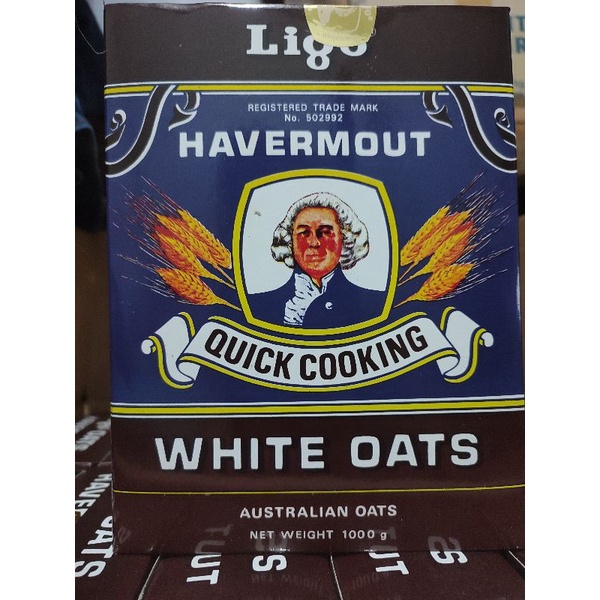 Ligo
REGISTERED TRADE MARK
No. 502992
HAVERMOUT
QUICK COOKING
WHITE OATS
AUSTRALIAN OATS
NET WEIGHT 1000 g